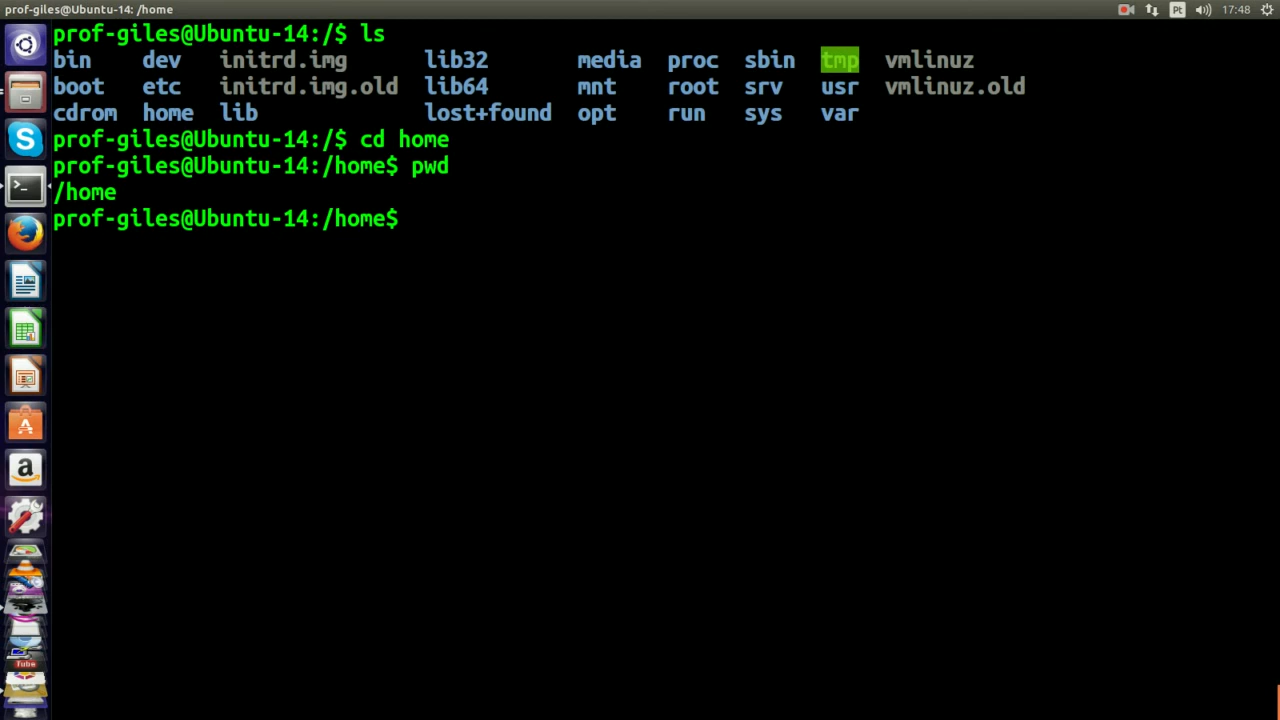 prof-giles@Ubuntu-14: /home
Pt
17:48
prof-giles@Ubuntu-14:/$ ls
bin dev initrd.img lib32 media proc sbin tmp vmlinuz
boot etc initrd.img.old lib64 mnt root srv usr vmlinuz.old
cdrom home lib lost+found opt run sys var
prof-giles@Ubuntu-14:/$ cd home
prof-giles@Ubuntu-14:/home$ pwd
/home
prof-giles@Ubuntu-14:/home$
S
>_
A
a
Tube